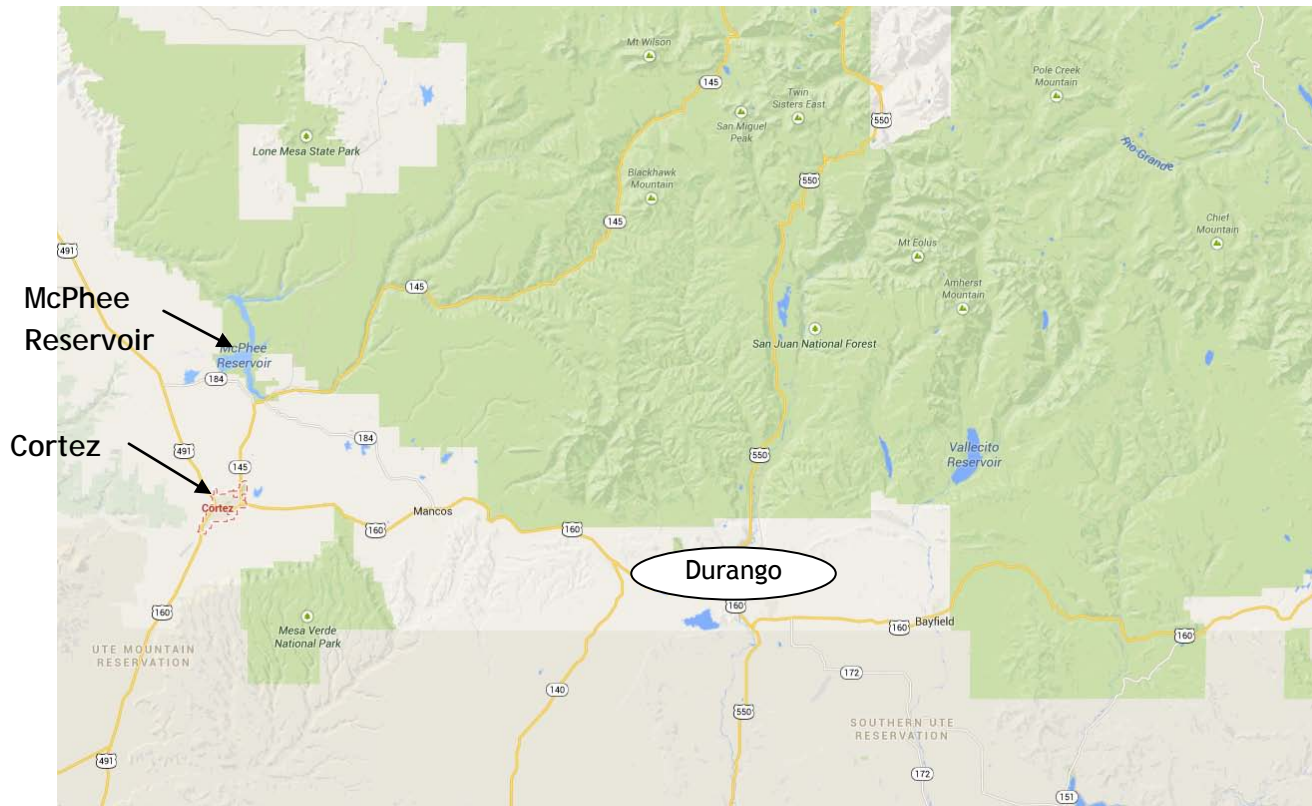 Mt Wilson
145
Twin
Sisters East
Pole Creek
Mountain
550
San Miguel
Peak
Lone Mesa State Park
Rio Grande
Blackhawk
Mountain
550
145
Chief
Mountain
491
Mt Eolus
145
Amherst
Mountain
McPhee
Reservoir
McPhee
Reservoir
San Juan National Forest
184
184
491
145
550
Vallecito
Reservoir
Cortez
Cortez
Mancos
160
160
Durango
160
160
Mesa Verde
National Park
Bayfield
160
160
UTE MOUNTAIN
RESERVATION
172
140
550
SOUTHERN UTE
RESERVATION
491
172
151